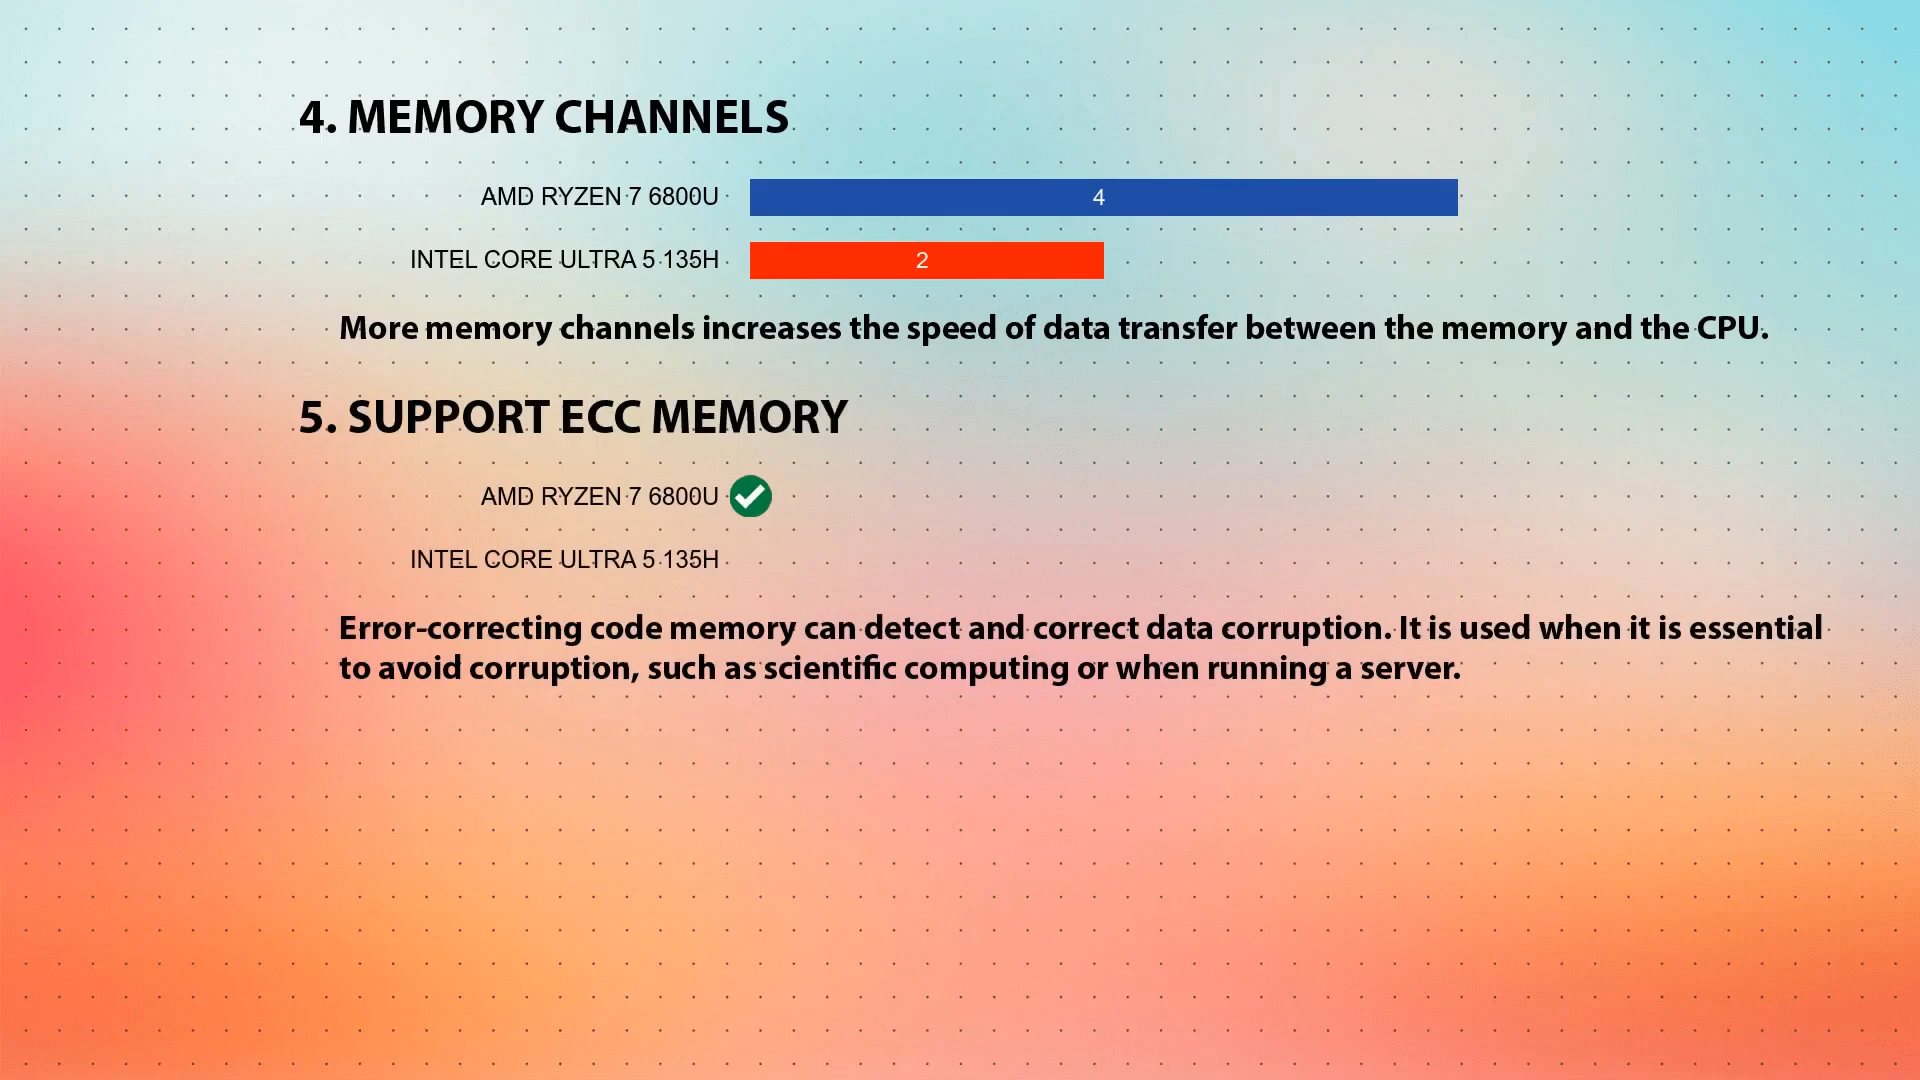 4. MEMORY CHANNELS
AMD RYZEN 7 6800U
4
INTEL CORE ULTRA 5 135H
2
More memory channels increases the speed of data transfer between the memory and the CPU.
5. SUPPORT ECC MEMORY
AMD RYZEN 7 6800U
INTEL CORE ULTRA 5 135H
Error-correcting code memory can detect and correct data corruption. It is used when it is essential
to avoid corruption, such as scientific computing or when running a server.